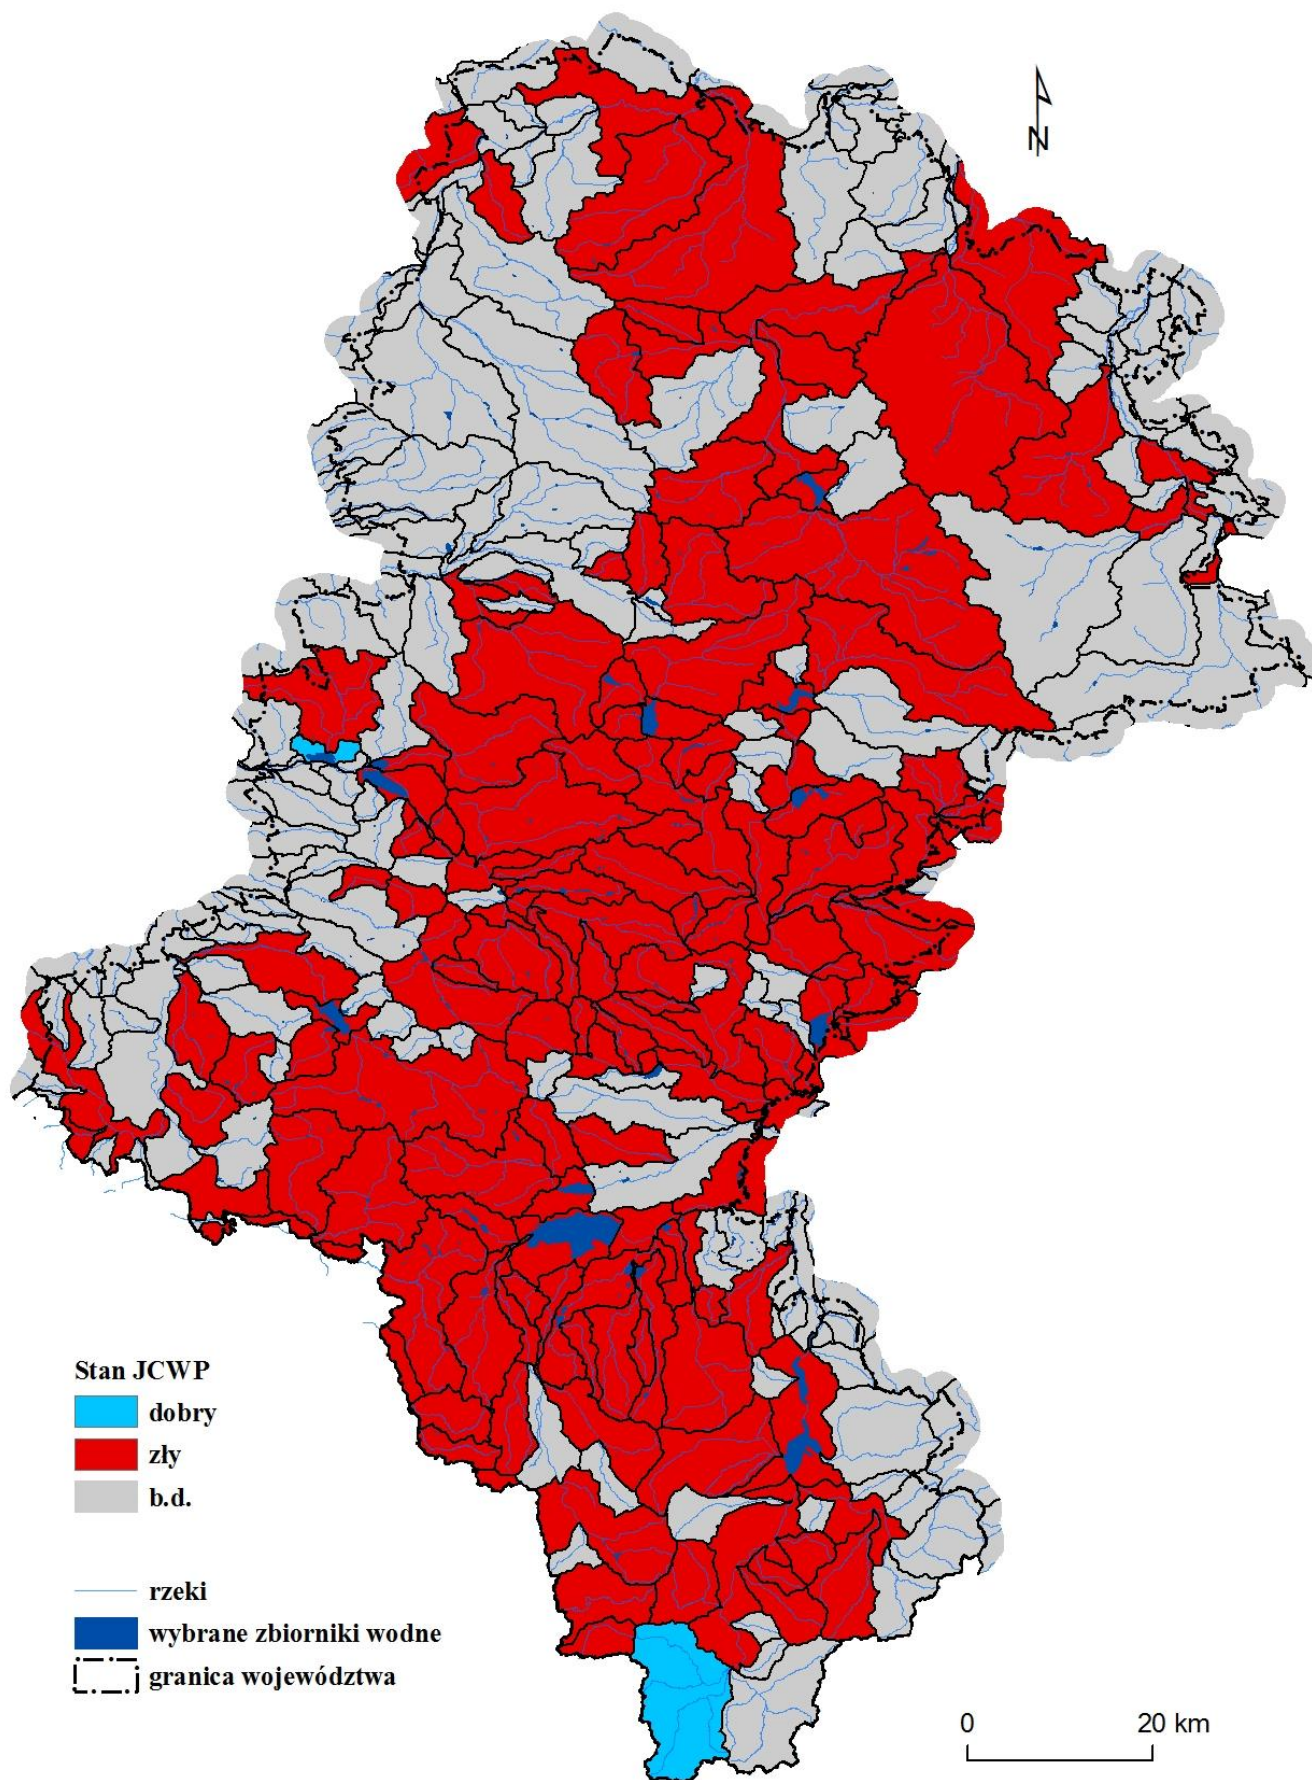 N
Stan JCWP
dobry
zły
b.d.
rzeki
wybrane zbiorniki wodne
granica województwa
0 20 km